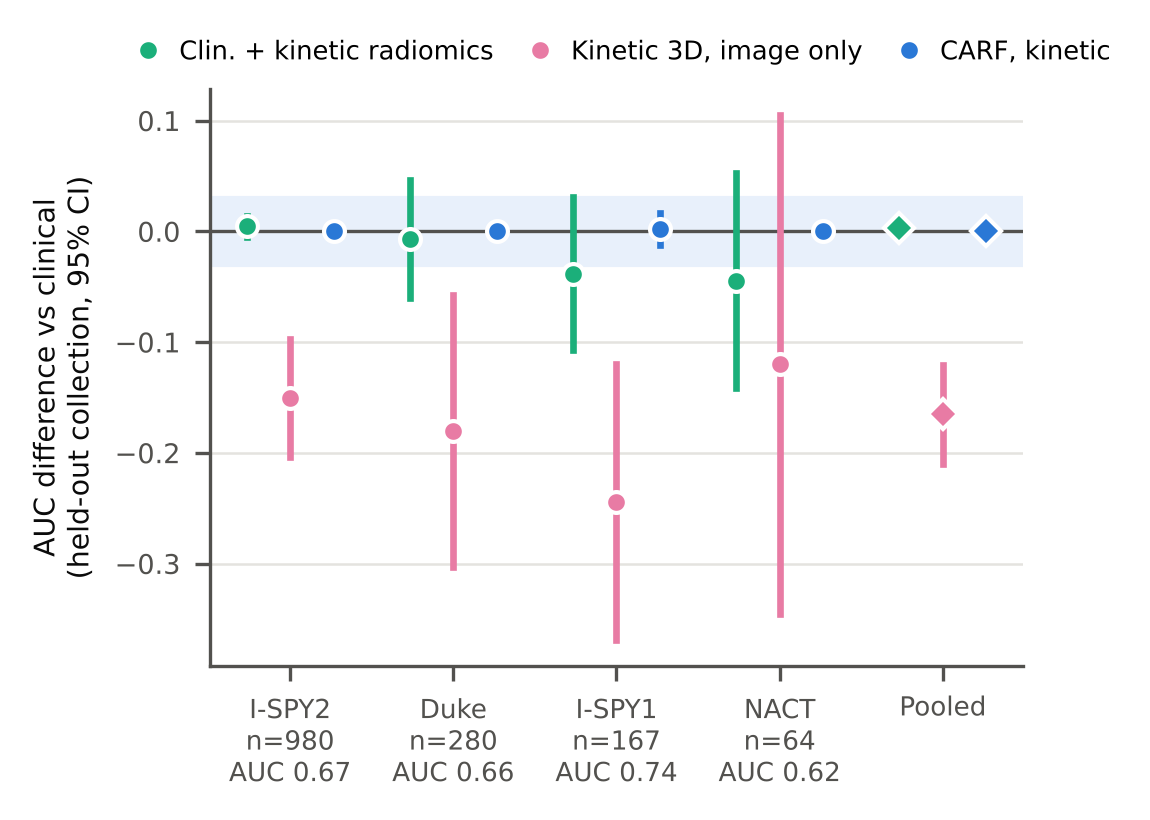 Clin. + kinetic radiomics
Kinetic 3D, image only
CARF, kinetic
AUC difference vs clinical
(held-out collection, 95% CI)
0.1
0.0
−0.1
−0.2
−0.3
I-SPY2
n=980
AUC 0.67
Duke
n=280
AUC 0.66
I-SPY1
n=167
AUC 0.74
NACT
n=64
AUC 0.62
Pooled